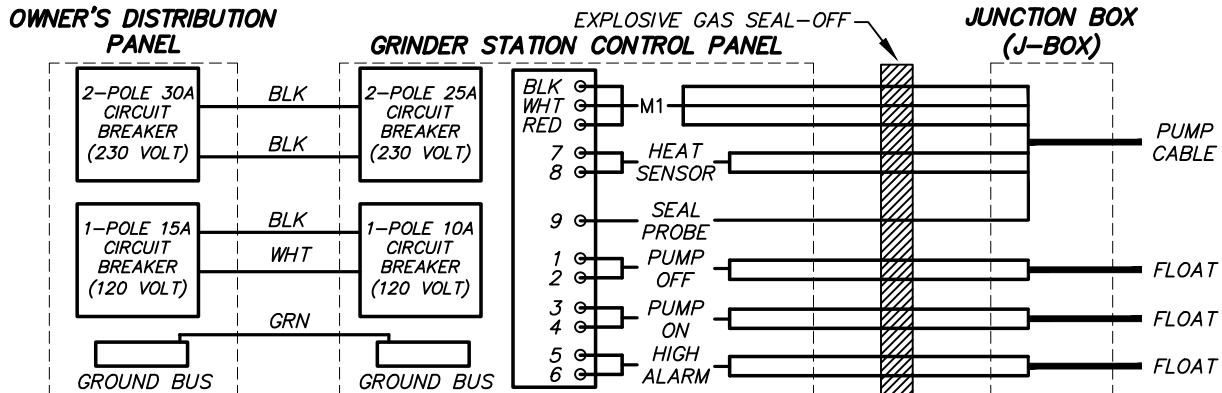 OWNER'S DISTRIBUTION
PANEL
GRINDER STATION CONTROL PANEL
EXPLOSIVE GAS SEAL-OFF
JUNCTION BOX
(J-BOX)
2-POLE 30A
CIRCUIT
BREAKER
(230 VOLT)
BLK
BLK
2-POLE 25A
CIRCUIT
BREAKER
(230 VOLT)
1-POLE 15A
CIRCUIT
BREAKER
(120 VOLT)
BLK
WHT
1-POLE 10A
CIRCUIT
BREAKER
(120 VOLT)
GRN
GROUND BUS
GROUND BUS
BLK
WHT
RED
M1
7
8
HEAT
SENSOR
9
SEAL
PROBE
1
2
PUMP
OFF
3
4
PUMP
ON
5
6
HIGH
ALARM
PUMP
CABLE
FLOAT
FLOAT
FLOAT